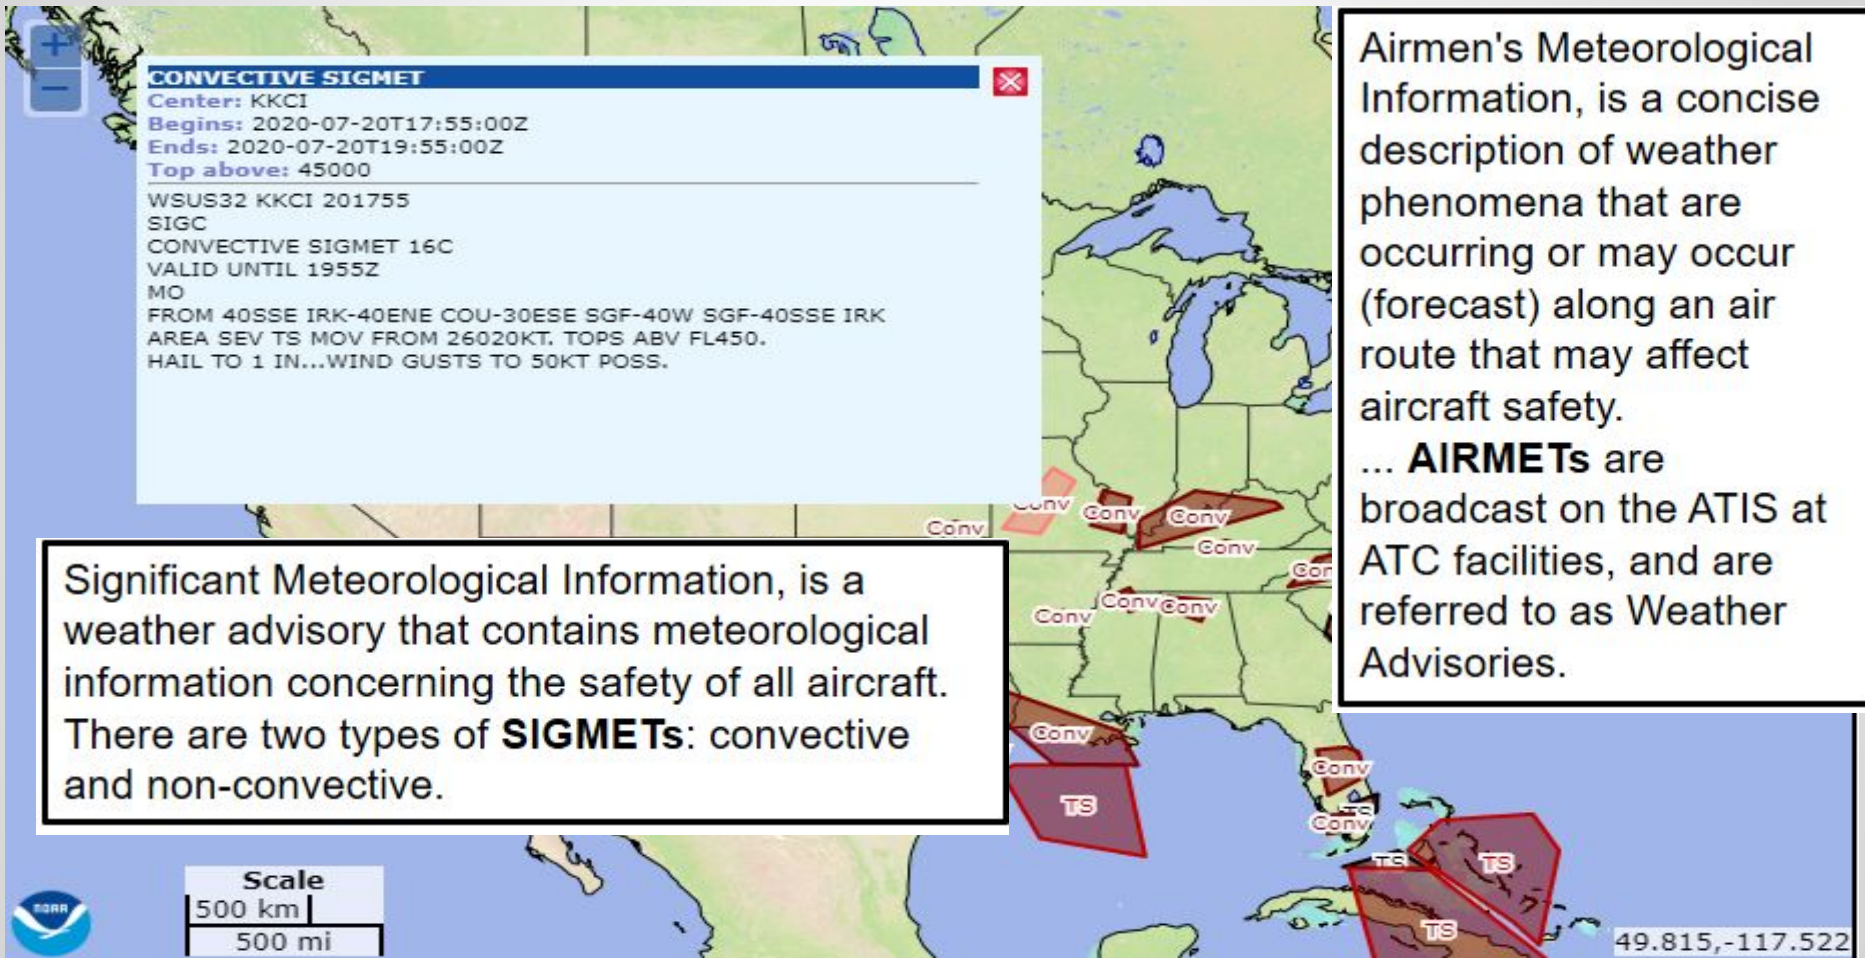 +
−
CONVECTIVE SIGMET
Center: KKCI
Begins: 2020-07-20T17:55:00Z
Ends: 2020-07-20T19:55:00Z
Top above: 45000
WSUS32 KKCI 201755
SIGC
CONVECTIVE SIGMET 16C
VALID UNTIL 1955Z
MO
FROM 40SSE IRK-40ENE COU-30ESE SGF-40W SGF-40SSE IRK
AREA SEV TS MOV FROM 26020KT. TOPS ABV FL450.
HAIL TO 1 IN...WIND GUSTS TO 50KT POSS.
Airmen's Meteorological
Information, is a concise
description of weather
phenomena that are
occurring or may occur
(forecast) along an air
route that may affect
aircraft safety.
... AIRMETs are
broadcast on the ATIS at
ATC facilities, and are
referred to as Weather
Advisories.
Conv
Conv
Conv
Conv
Conv
Con
Conv
Conv
Conv
Significant Meteorological Information, is a
weather advisory that contains meteorological
information concerning the safety of all aircraft.
There are two types of SIGMETs: convective
and non-convective.
Conv
TS
Conv
TS
Conv
TS
TS
TS
Scale
500 km
500 mi
NOAA
49.815,-117.522